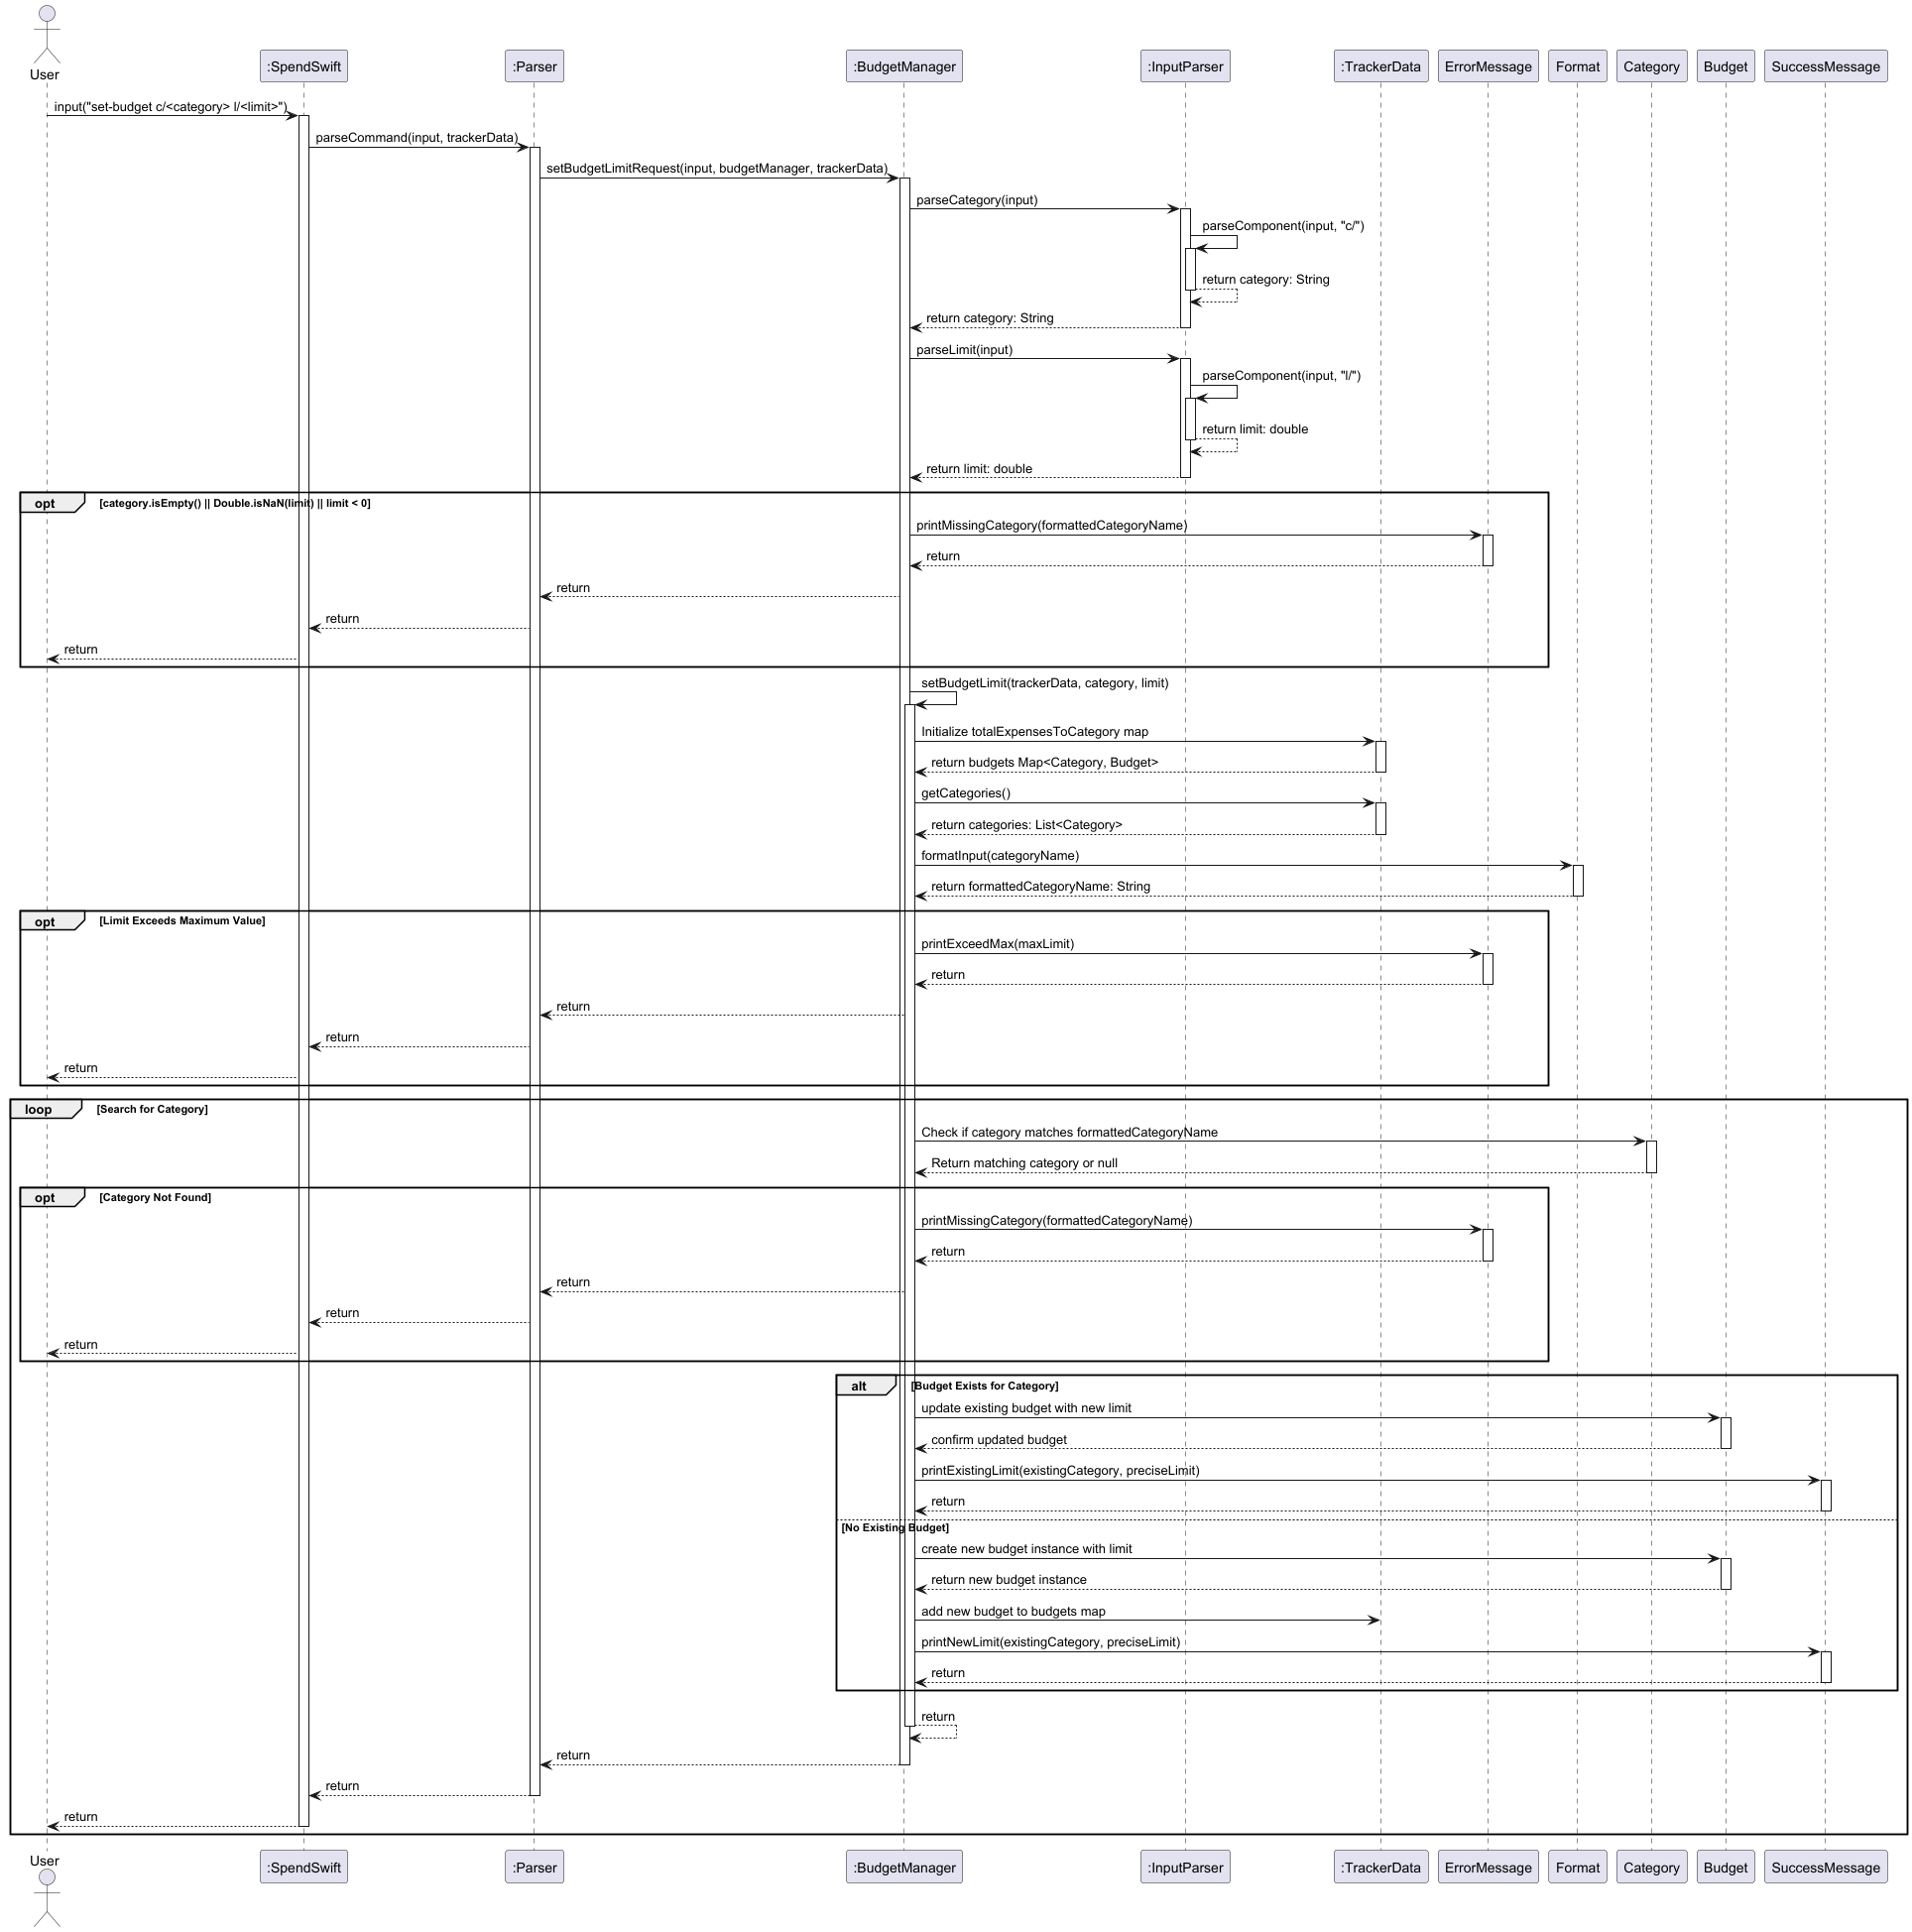 User
:SpendSwift
:Parser
:BudgetManager
:InputParser
:TrackerData
ErrorMessage
Format
Category
Budget
SuccessMessage
input("set-budget c/<category> l/<limit>")
parseCommand(input, trackerData)
setBudgetLimitRequest(input, budgetManager, trackerData)
parseCategory(input)
parseComponent(input, "c/")
return category: String
return category: String
parseLimit(input)
parseComponent(input, "l/")
return limit: double
return limit: double
opt [category.isEmpty() || Double.isNaN(limit) || limit < 0]
printMissingCategory(formattedCategoryName)
return
return
return
return
setBudgetLimit(trackerData, category, limit)
Initialize totalExpensesToCategory map
return budgets Map<Category, Budget>
getCategories()
return categories: List<Category>
formatInput(categoryName)
return formattedCategoryName: String
opt [Limit Exceeds Maximum Value]
printExceedMax(maxLimit)
return
return
return
return
loop [Search for Category]
Check if category matches formattedCategoryName
Return matching category or null
opt [Category Not Found]
printMissingCategory(formattedCategoryName)
return
return
return
return
alt [Budget Exists for Category]
update existing budget with new limit
confirm updated budget
printExistingLimit(existingCategory, preciseLimit)
return
[No Existing Budget]
create new budget instance with limit
return new budget instance
add new budget to budgets map
printNewLimit(existingCategory, preciseLimit)
return
return
return
return
return
User
:SpendSwift
:Parser
:BudgetManager
:InputParser
:TrackerData
ErrorMessage
Format
Category
Budget
SuccessMessage